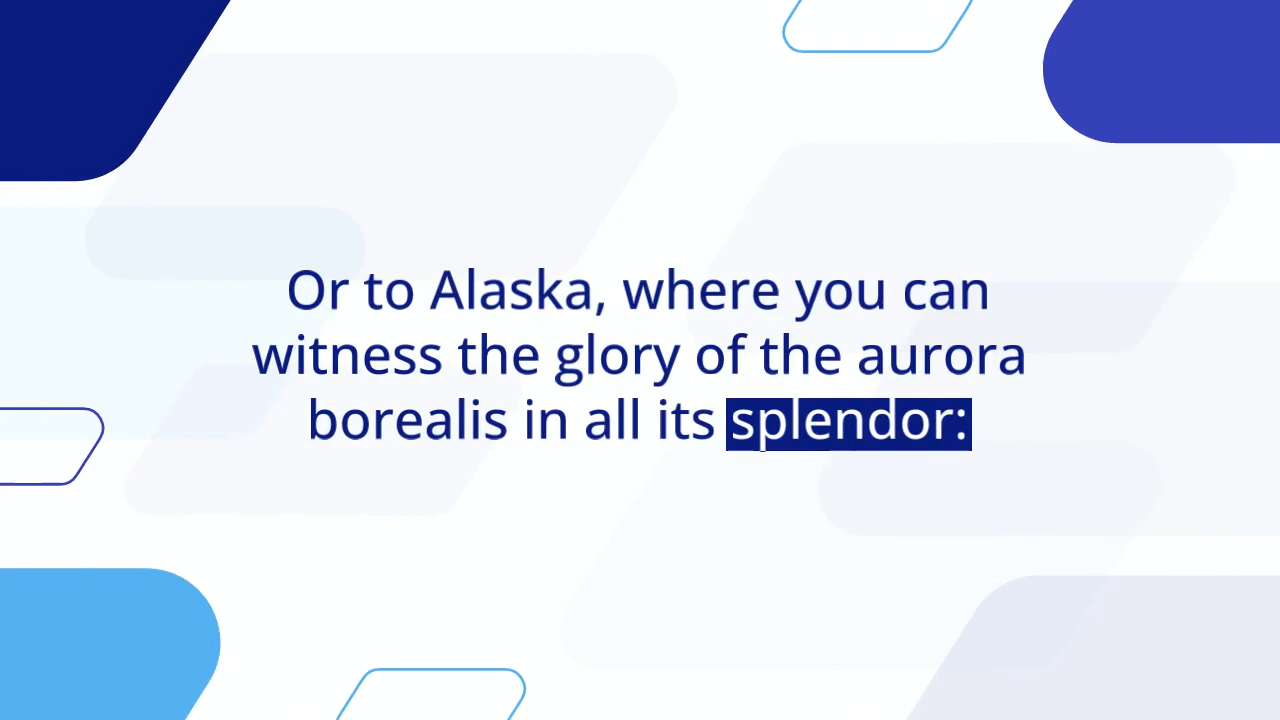 Or to Alaska, where you can
witness the glory of the aurora
borealis in all its splendor: